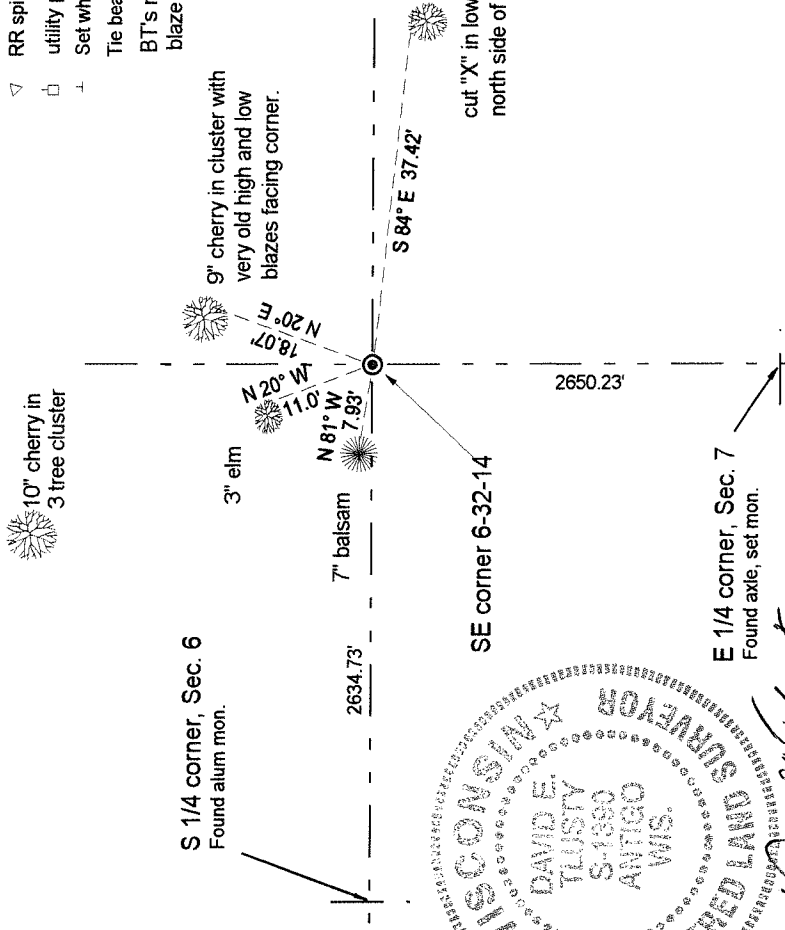 RR spi
utility
Set wh
Tie bea
BT's
blaze
10" cherry in
3 tree cluster
9" cherry in cluster with
very old high and low
blazes facing corner.
3" elm
N 20° W
11.0'
N 20° E
18.07'
N 81° W
7.93'
7" balsam
S 84° E 37.42'
cut "X" in low
north side of
S 1/4 corner, Sec. 6
Found alum mon.
2634.73'
SE corner 6-32-14
2650.23'
E 1/4 corner, Sec. 7
Found axle, set mon.
ISCONSIN
RED LAND SURVEYOR
DAVID E.
TLUSTY
S-1390
ANTIGO
WIS.